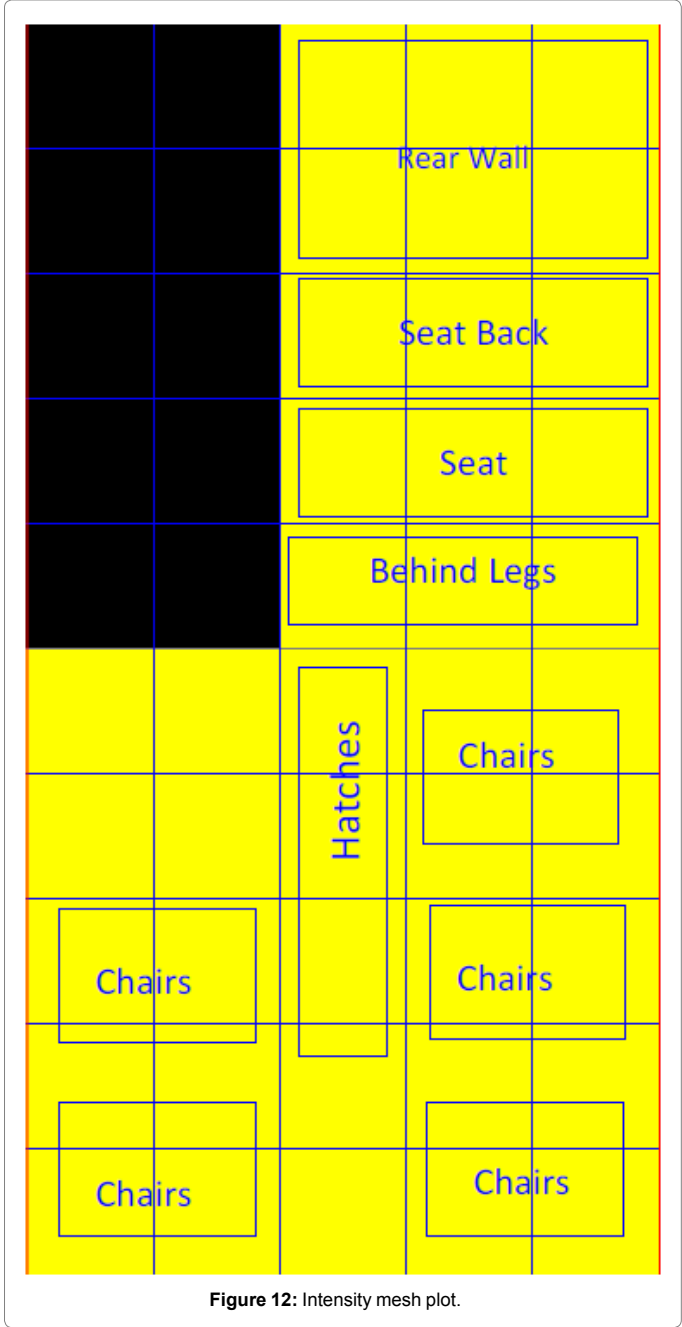 Rear Wall
Seat Back
Seat
Behind Legs
Hatches
Chairs
Chairs
Chairs
Chairs
Chairs
Figure 12: Intensity mesh plot.